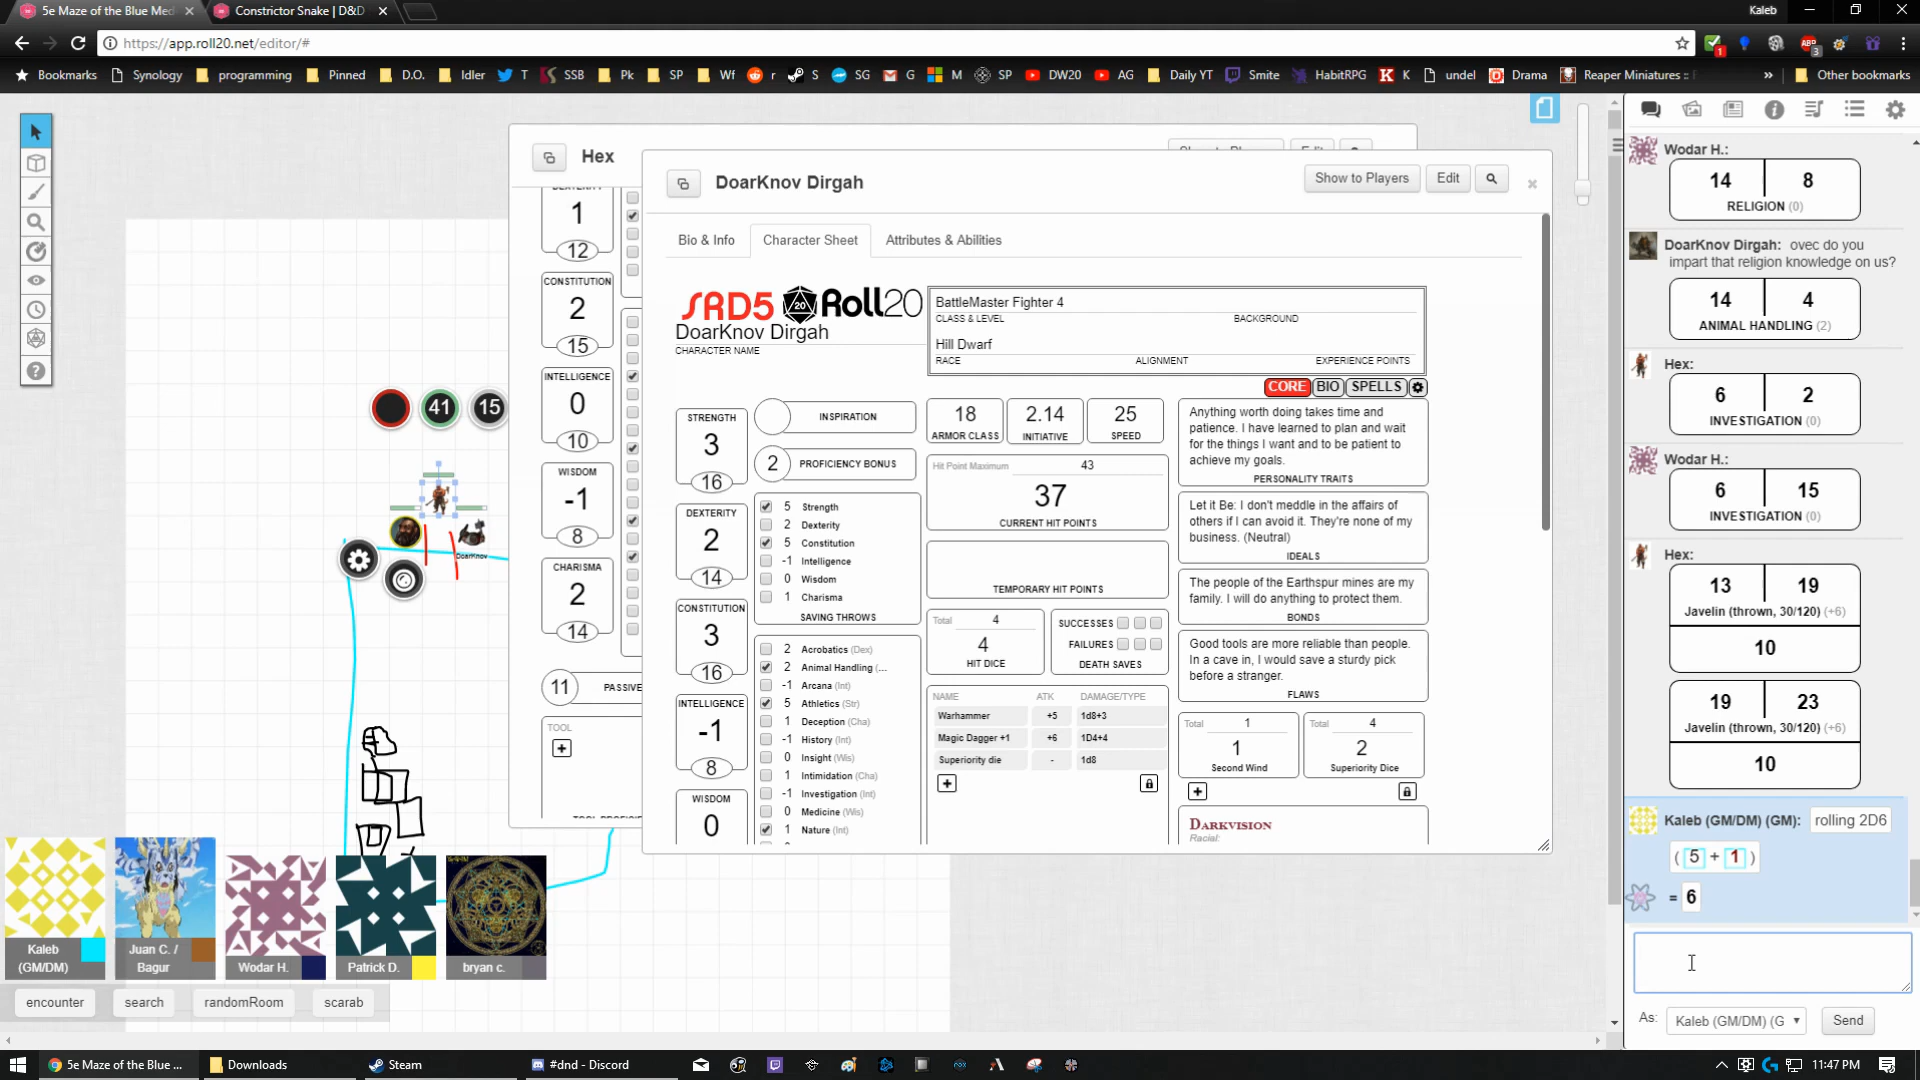 5e Maze of the Blue Med
Constrictor Snake | D&D
Kaleb
https://app.roll20.net/editor/#
1
ABP
3
Bookmarks
Synology
programming
Pinned
D.O.
Idler
T
SSB
Pk
SP
Wf
r
S
SG
G
M
SP
DW20
AG
Daily YT
Smite
HabitRPG
K
undel
Drama
Reaper Miniatures ::
»
Other bookmarks
Hex
1
12
CONSTITUTION
2
15
INTELLIGENCE
0
10
WISDOM
-1
8
CHARISMA
2
14
11
PASSIVE
TOOL
41
15
DoarKnov
DoarKnov Dirgah
Show to Players
Edit
Bio & Info
Character Sheet
Attributes & Abilities
SRD5 20 Roll20
DoarKnov Dirgah
CHARACTER NAME
BattleMaster Fighter 4
CLASS & LEVEL
BACKGROUND
Hill Dwarf
RACE
ALIGNMENT
EXPERIENCE POINTS
CORE
BIO
SPELLS
STRENGTH
3
16
DEXTERITY
2
14
CONSTITUTION
3
16
INTELLIGENCE
-1
8
WISDOM
0
INSPIRATION
2
PROFICIENCY BONUS
5 Strength
2 Dexterity
5 Constitution
-1 Intelligence
0 Wisdom
1 Charisma
SAVING THROWS
2 Acrobatics (Dex)
2 Animal Handling (...
-1 Arcana (Int)
5 Athletics (Str)
1 Deception (Cha)
-1 History (Int)
0 Insight (Wis)
1 Intimidation (Cha)
-1 Investigation (Int)
0 Medicine (Wis)
1 Nature (Int)
18
ARMOR CLASS
2.14
INITIATIVE
25
SPEED
Hit Point Maximum 43
37
CURRENT HIT POINTS
TEMPORARY HIT POINTS
Total 4
4
HIT DICE
SUCCESSES
FAILURES
DEATH SAVES
NAME ATK DAMAGE/TYPE
Warhammer +5 1d8+3
Magic Dagger +1 +6 1D4+4
Superiority die - 1d8
Anything worth doing takes time and
patience. I have learned to plan and wait
for the things I want and to be patient to
achieve my goals.
PERSONALITY TRAITS
Let it Be: I don't meddle in the affairs of
others if I can avoid it. They're none of my
business. (Neutral)
IDEALS
The people of the Earthspur mines are my
family. I will do anything to protect them.
BONDS
Good tools are more reliable than people.
In a cave in, I would save a sturdy pick
before a stranger.
FLAWS
Total 1
1
Second Wind
Total 4
2
Superiority Dice
DARKVISION
Racial:
Wodar H.:
14 8
RELIGION (0)
DoarKnov Dirgah: ovec do you
impart that religion knowledge on us?
14 4
ANIMAL HANDLING (2)
Hex:
6 2
INVESTIGATION (0)
Wodar H.:
6 15
INVESTIGATION (0)
Hex:
13 19
Javelin (thrown, 30/120) (+6)
10
19 23
Javelin (thrown, 30/120) (+6)
10
Kaleb (GM/DM) (GM): rolling 2D6
(5+1)
= 6
As:
Kaleb (GM/DM) (G
Send
Kaleb
(GM/DM)
Juan C. /
Bagur
Wodar H.
Patrick D.
bryan c.
encounter
search
randomRoom
scarab
5e Maze of the Blue ...
Downloads
Steam
#dnd - Discord
11:47 PM